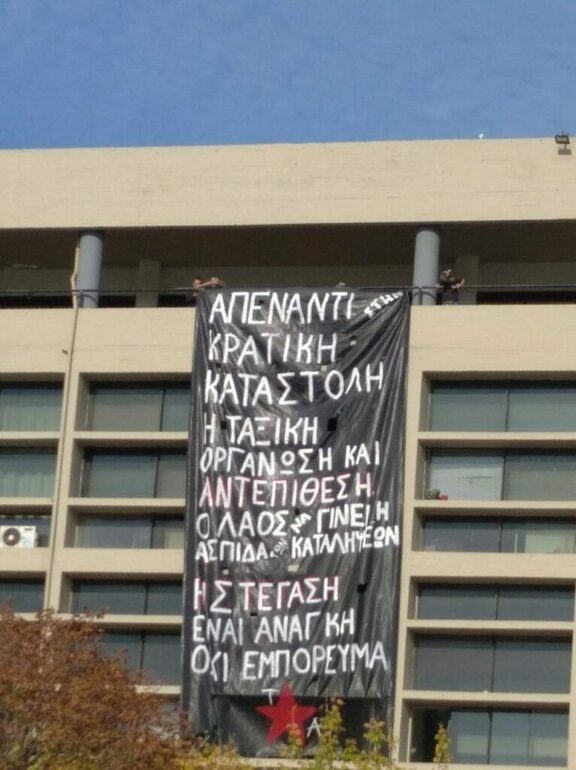 ΑΠΕΝΑΝΤΙ ΣΤΗΝ
ΚΡΑΤΙΚΗ
ΚΑΤΑΣΤΟΛΗ
Η ΤΑΞΙΚΗ
ΟΡΓΑΝΩΣΗ ΚΑΙ
ΑΝΤΕΠΙΘΕΣΗ
Ο ΛΑΟΣ ΝΑ ΓΙΝΕΙ Η
ΑΣΠΙΔΑ ΤΩΝ ΚΑΤΑΛΗΨΕΩΝ
Η ΣΤΕΓΑΣΗ
ΕΝΑΙ ΑΝΑΓΚΗ
ΟΧΙ ΕΜΠΟΡΕΥΜΑ
Τ
Α